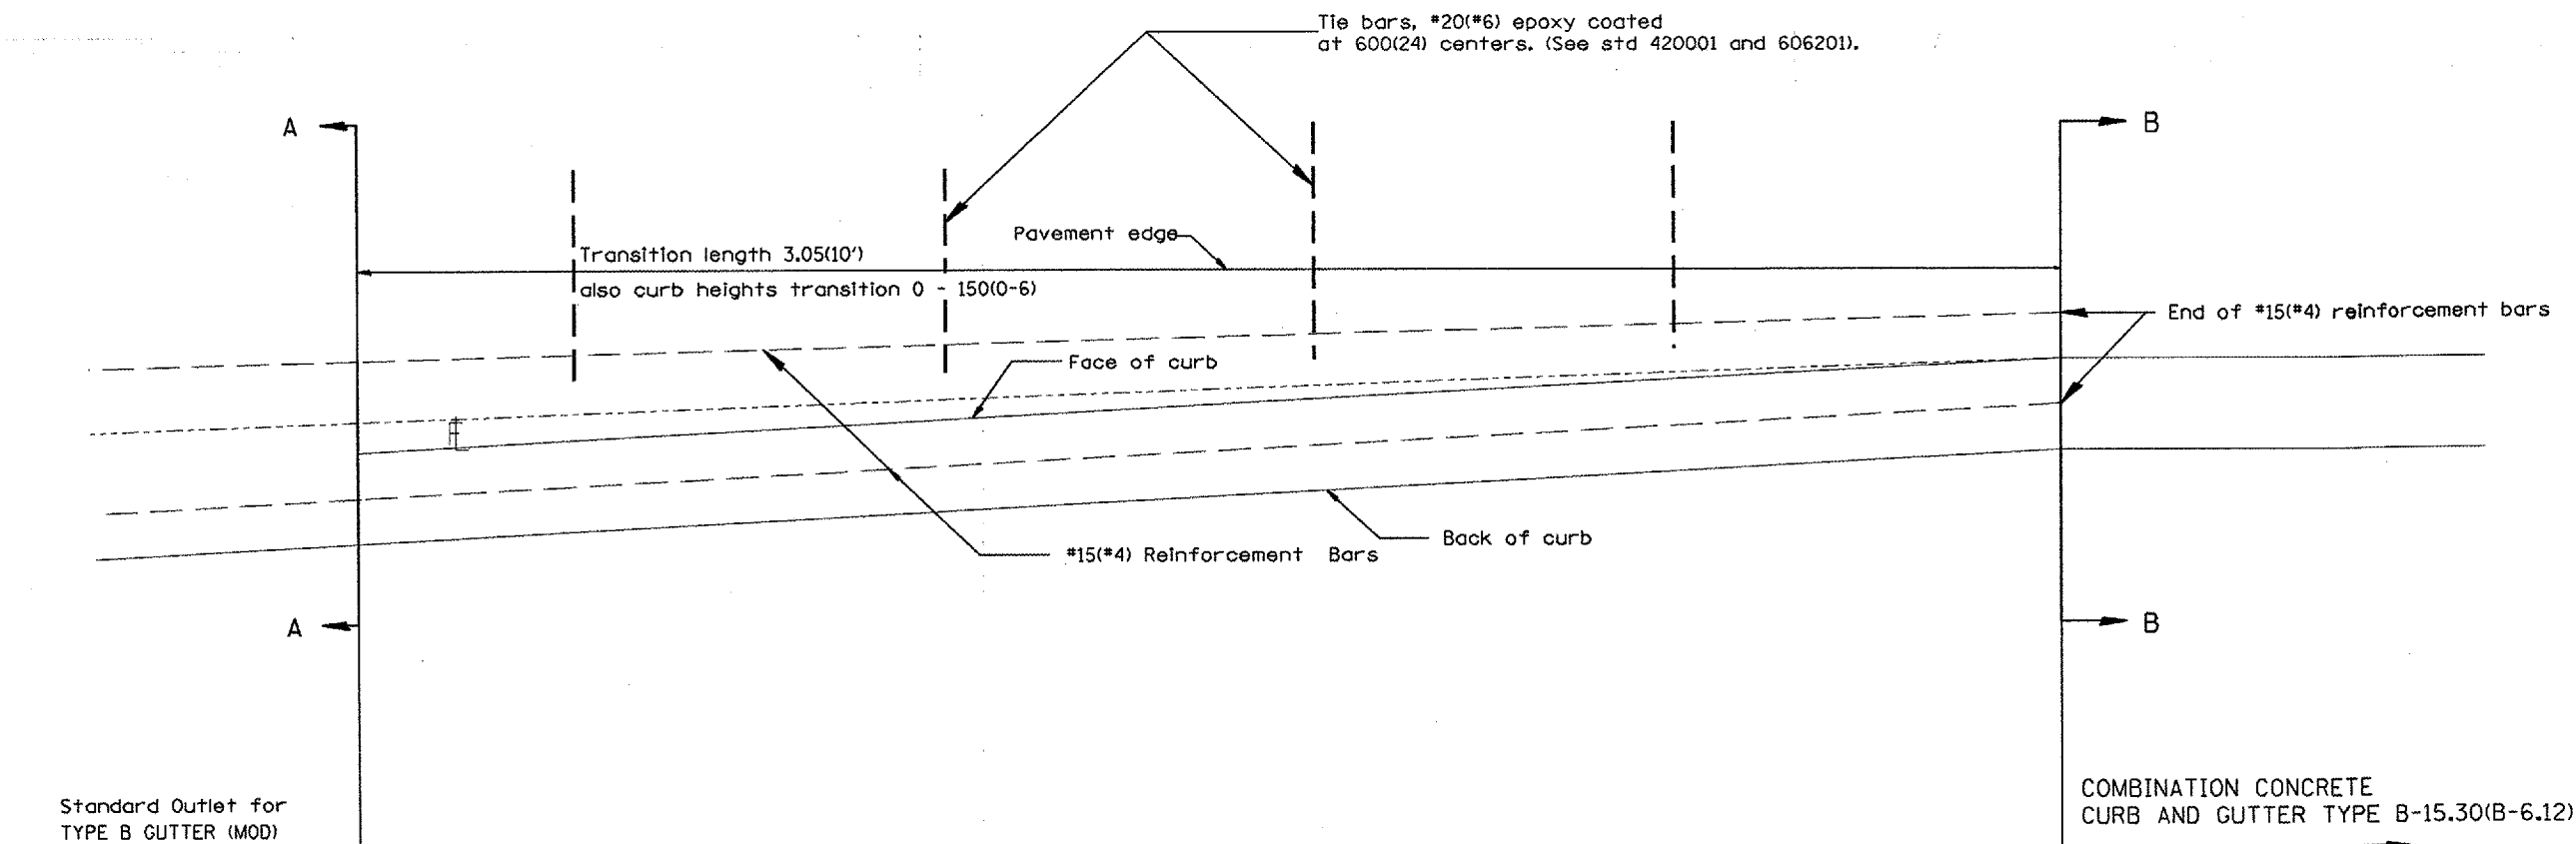 Tie bars, #20(#6) epoxy coated
at 600(24) centers. (See std 420001 and 606201).
A
B
Pavement edge
Transition length 3.05(10')
also curb heights transition 0 - 150(0-6)
End of #15(#4) reinforcement bars
Face of curb
Back of curb
#15(#4) Reinforcement Bars
A
B
Standard Outlet for
TYPE B GUTTER (MOD)
COMBINATION CONCRETE
CURB AND GUTTER TYPE B-15.30(B-6.12)